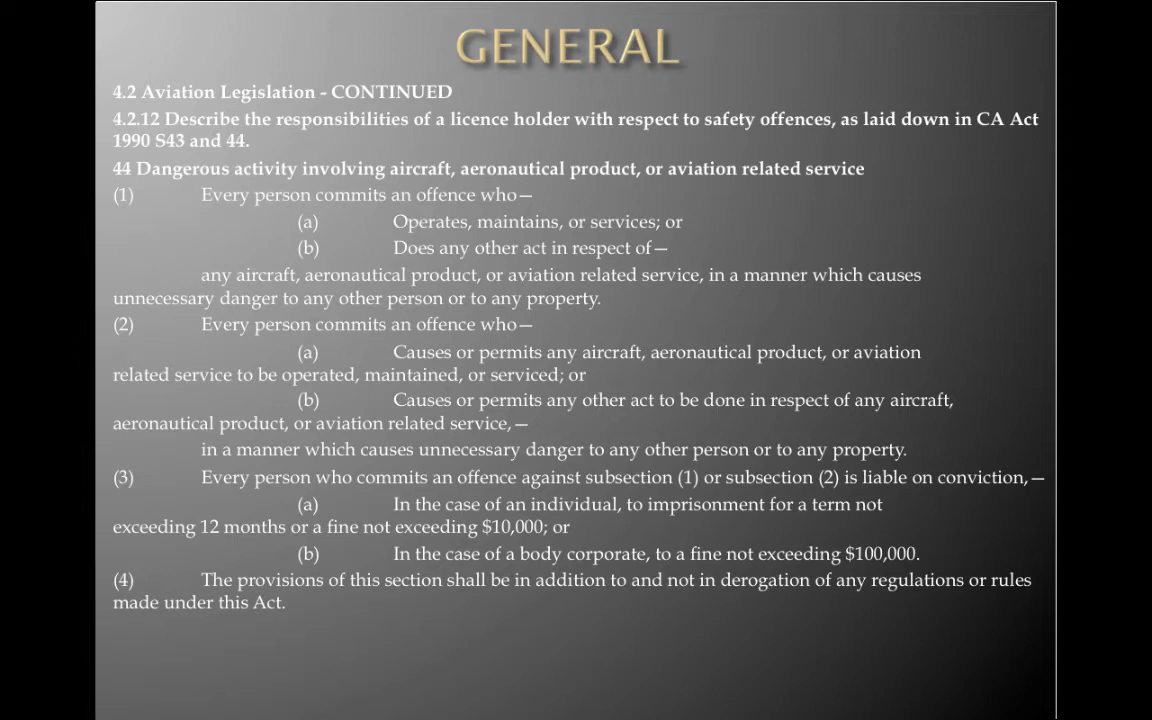 GENERAL
4.2 Aviation Legislation - CONTINUED
4.2.12 Describe the responsibilities of a licence holder with respect to safety offences, as laid down in CA Act
1990 S43 and 44.
44 Dangerous activity involving aircraft, aeronautical product, or aviation related service
(1) Every person commits an offence who—
(a) Operates, maintains, or services; or
(b) Does any other act in respect of—
any aircraft, aeronautical product, or aviation related service, in a manner which causes
unnecessary danger to any other person or to any property.
(2) Every person commits an offence who—
(a) Causes or permits any aircraft, aeronautical product, or aviation
related service to be operated, maintained, or serviced; or
(b) Causes or permits any other act to be done in respect of any aircraft,
aeronautical product, or aviation related service,—
in a manner which causes unnecessary danger to any other person or to any property.
(3) Every person who commits an offence against subsection (1) or subsection (2) is liable on conviction,—
(a) In the case of an individual, to imprisonment for a term not
exceeding 12 months or a fine not exceeding $10,000; or
(b) In the case of a body corporate, to a fine not exceeding $100,000.
(4) The provisions of this section shall be in addition to and not in derogation of any regulations or rules
made under this Act.